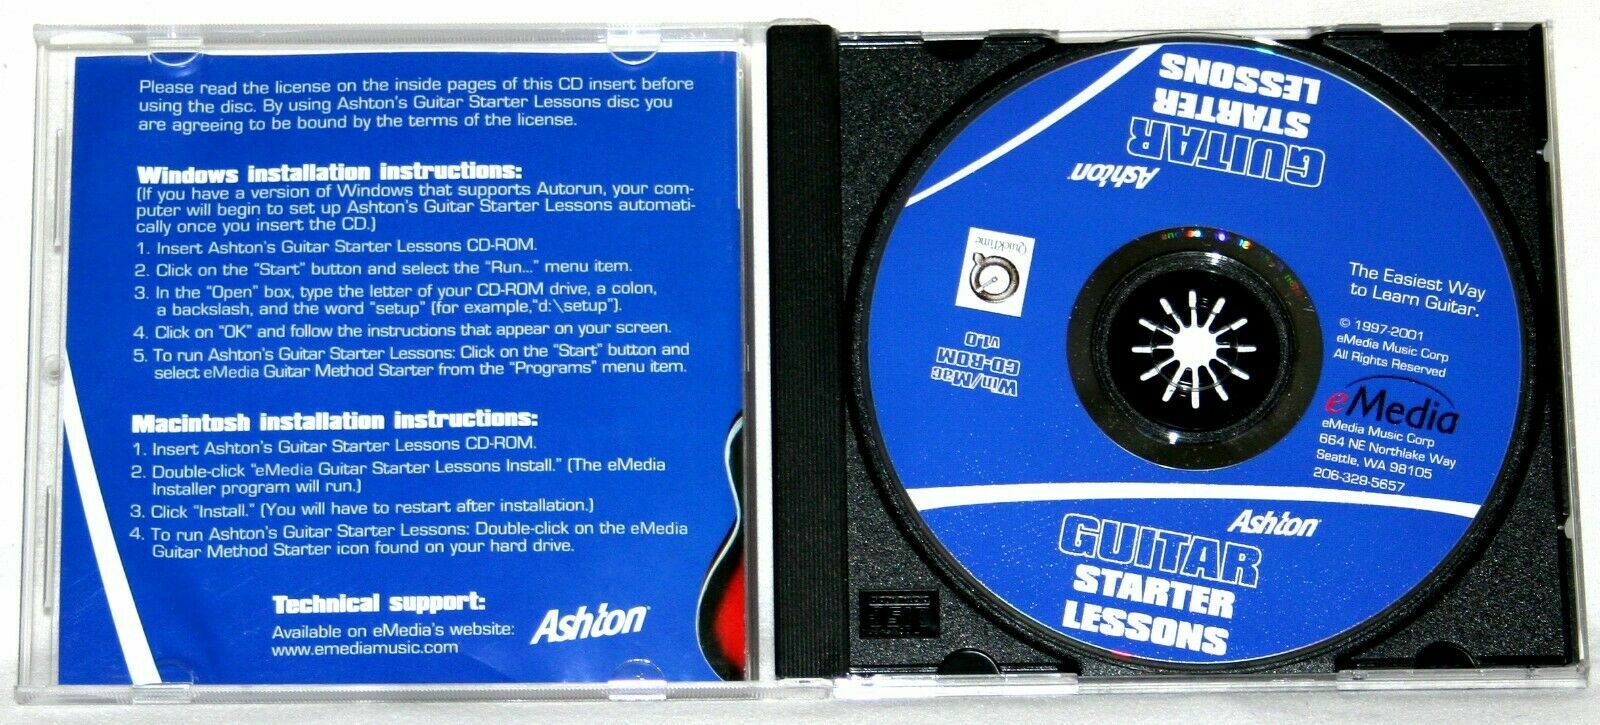 Please read the license on the inside pages of this CD insert before
using the disc. By using Ashton's Guitar Starter Lessons disc you
are agreeing to be bound by the terms of the license.
Windows installation instructions:
(If you have a version of Windows that supports Autorun, your com-
puter will begin to set up Ashton's Guitar Starter Lessons automati-
cally once you insert the CD.)
1. Insert Ashton's Guitar Starter Lessons CD-ROM.
2. Click on the "Start" button and select the "Run..." menu item.
3. In the "Open" box, type the letter of your CD-ROM drive, a colon,
a backslash, and the word "setup" (for example,"d:\setup").
4. Click on "OK" and follow the instructions that appear on your screen.
5. To run Ashton's Guitar Starter Lessons: Click on the "Start" button and
select eMedia Guitar Method Starter from the "Programs" menu item.
Macintosh installation instructions:
1. Insert Ashton's Guitar Starter Lessons CD-ROM.
2. Double-click "eMedia Guitar Starter Lessons Install." (The eMedia
Installer program will run.)
3. Click "Install." (You will have to restart after installation.)
4. To run Ashton's Guitar Starter Lessons: Double-click on the eMedia
Guitar Method Starter icon found on your hard drive.
Technical support:
Available on eMedia's website:
www.emediamusic.com
Ashton®
Ashton®
GUITAR
STARTER
LESSONS
QuickTime
Win/Mac
CD-ROM
v1.0
The Easiest Way
to Learn Guitar.
© 1997-2001
eMedia Music Corp
All Rights Reserved
eMedia
eMedia Music Corp
664 NE Northlake Way
Seattle, WA 98105
206-329-5657
Ashton®
GUITAR
STARTER
LESSONS